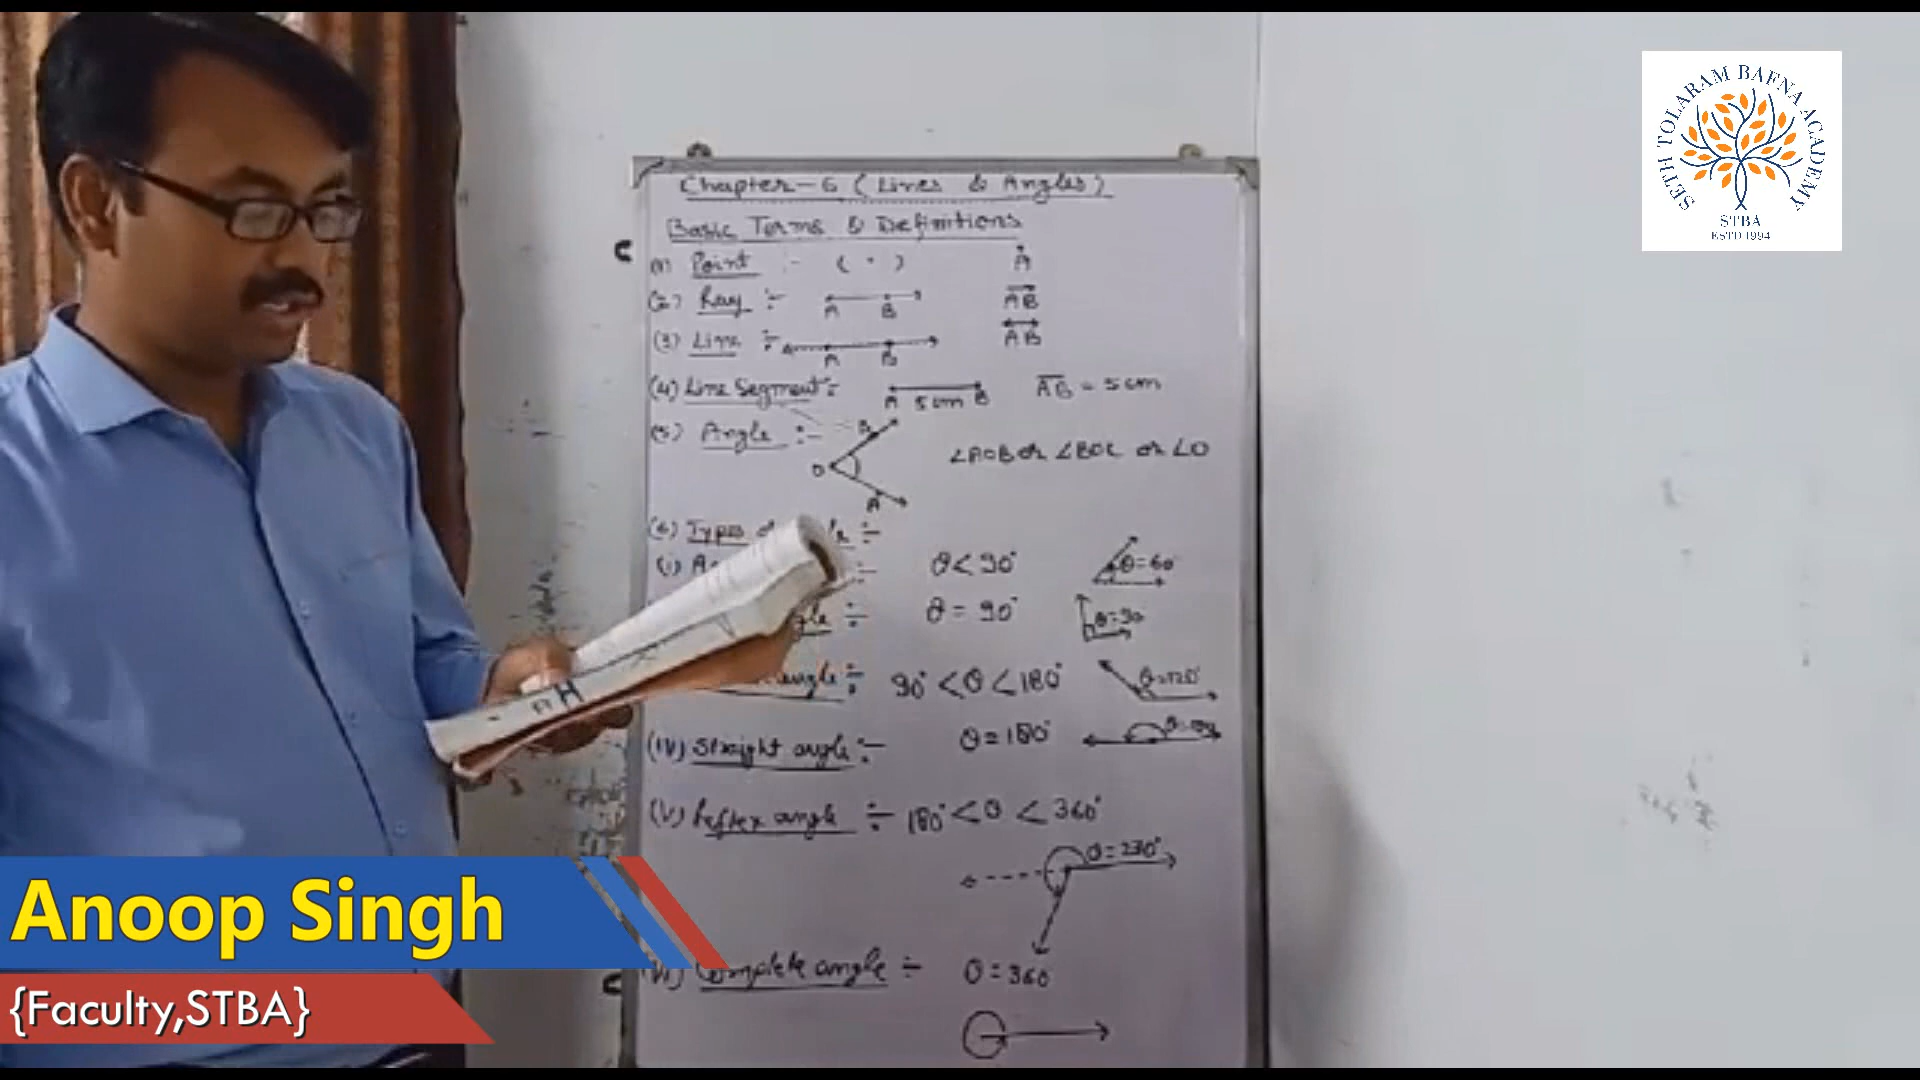 SETH TOLARAM BAFNA ACADEMY
STBA
ESTD 1994
Chapter-6 (Lines & Angles)
Basic Terms & Definitions
(1) Point :- ( · ) A
(2) Ray :- A B AB
(3) Line :- A B AB
(4) Line Segment :- A 5cm B AB = 5cm
(5) Angle :- B O A ∠AOB or ∠BOC or ∠O
(6) Types
(i) θ < 90° θ = 60°
θ = 90° θ = 90
angle :- 90° < θ < 180° θ = 120°
(iv) Straight angle :- θ = 180°
(v) Reflex angle :- 180° < θ < 360°
θ = 230°
Complete angle :- θ = 360
Anoop Singh
{Faculty,STBA}